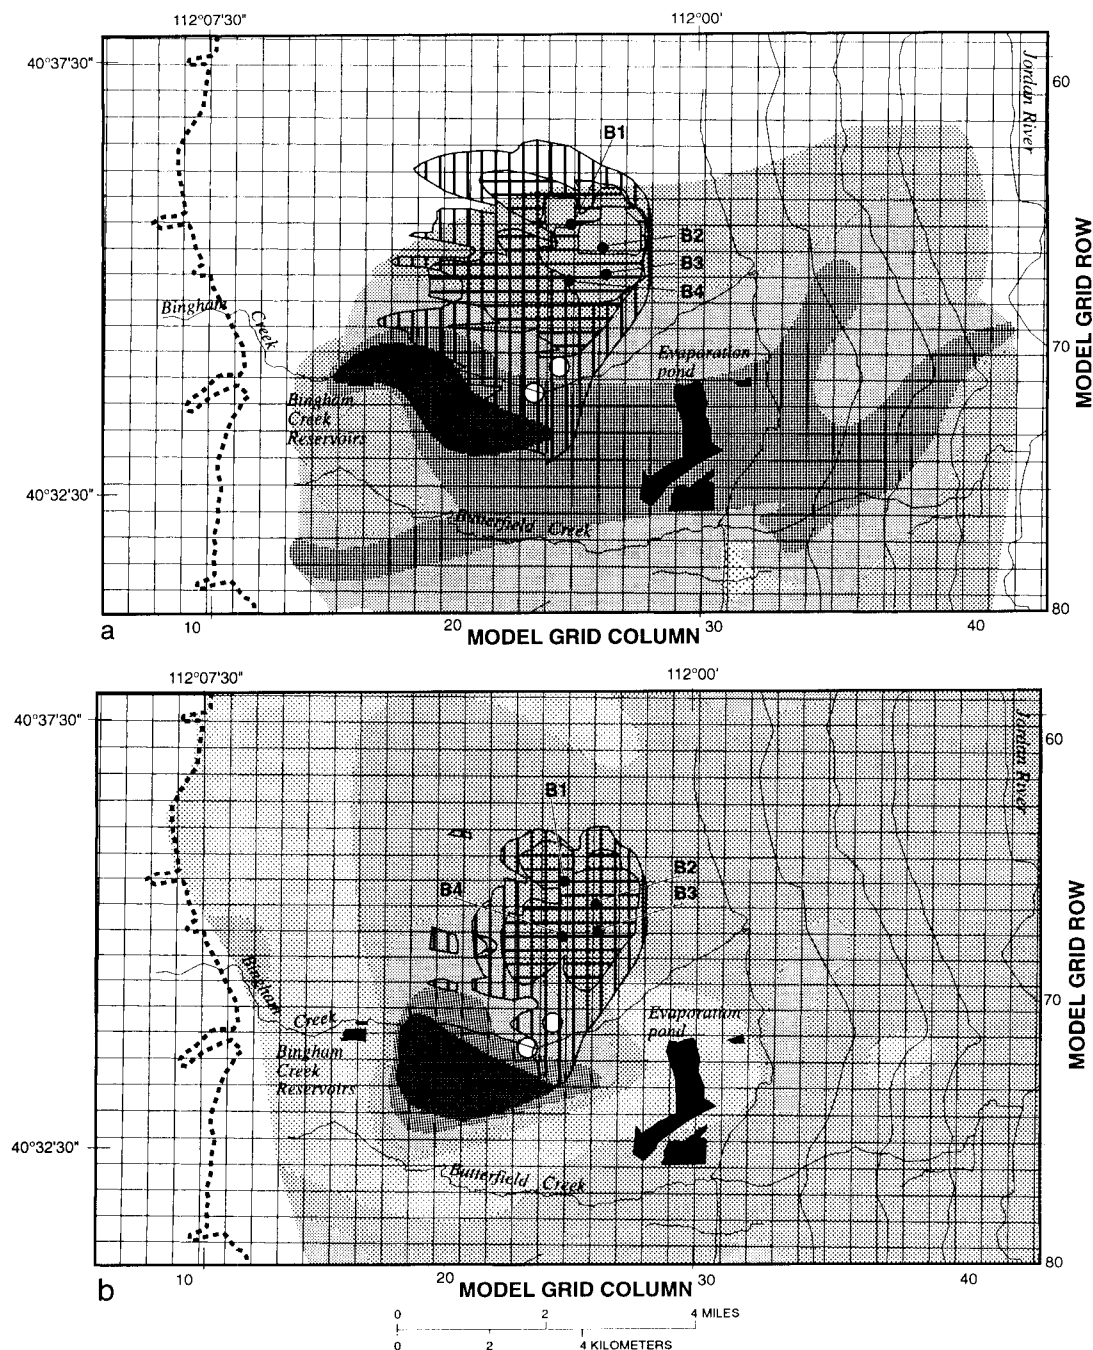 112°07'30"
112°00'
40°37'30"
Jordan River
60
B1
B2
B3
B4
MODEL GRID ROW
Bingham
Creek
70
Evaporation
pond
Bingham
Creek
Reservoirs
40°32'30"
Butterfield Creek
80
a
10
20
30
40
MODEL GRID COLUMN
112°07'30"
112°00'
40°37'30"
Jordan River
60
B1
B2
B3
B4
MODEL GRID ROW
Bingham
Creek
70
Evaporation
pond
Bingham
Creek
Reservoirs
40°32'30"
Butterfield Creek
80
b
10
20
30
40
MODEL GRID COLUMN
0 2 4 MILES
0 2 4 KILOMETERS